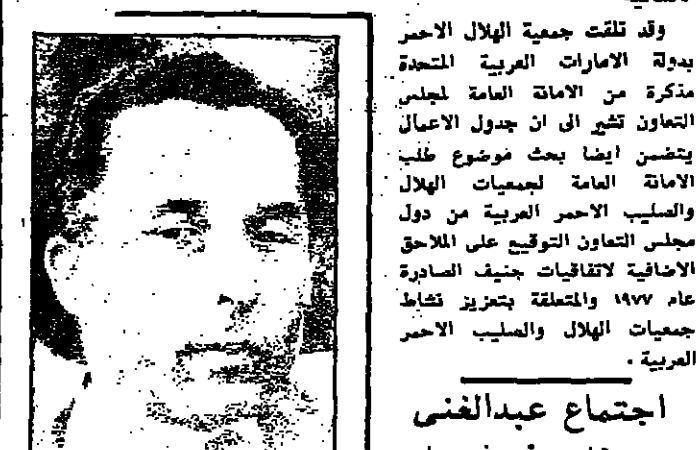 وقد تلقت جمعية الهلال الاحمر
بدولة الامارات العربية المتحدة
مذكرة من الامانة العامة لمجلس
التعاون تشير الى ان جدول الاعمال
يتضمن ايضا بحث موضوع طلب
الامانة العامة لجمعيات الهلال
والصليب الاحمر العربية من دول
مجلس التعاون التوقيع على الملاحق
الاضافية لاتفاقيات جنيف الصادرة
عام ١٩٧٧ والمتعلقة بتعزيز نشاط
جمعيات الهلال والصليب الاحمر
العربية .
اجتماع عبدالغنى